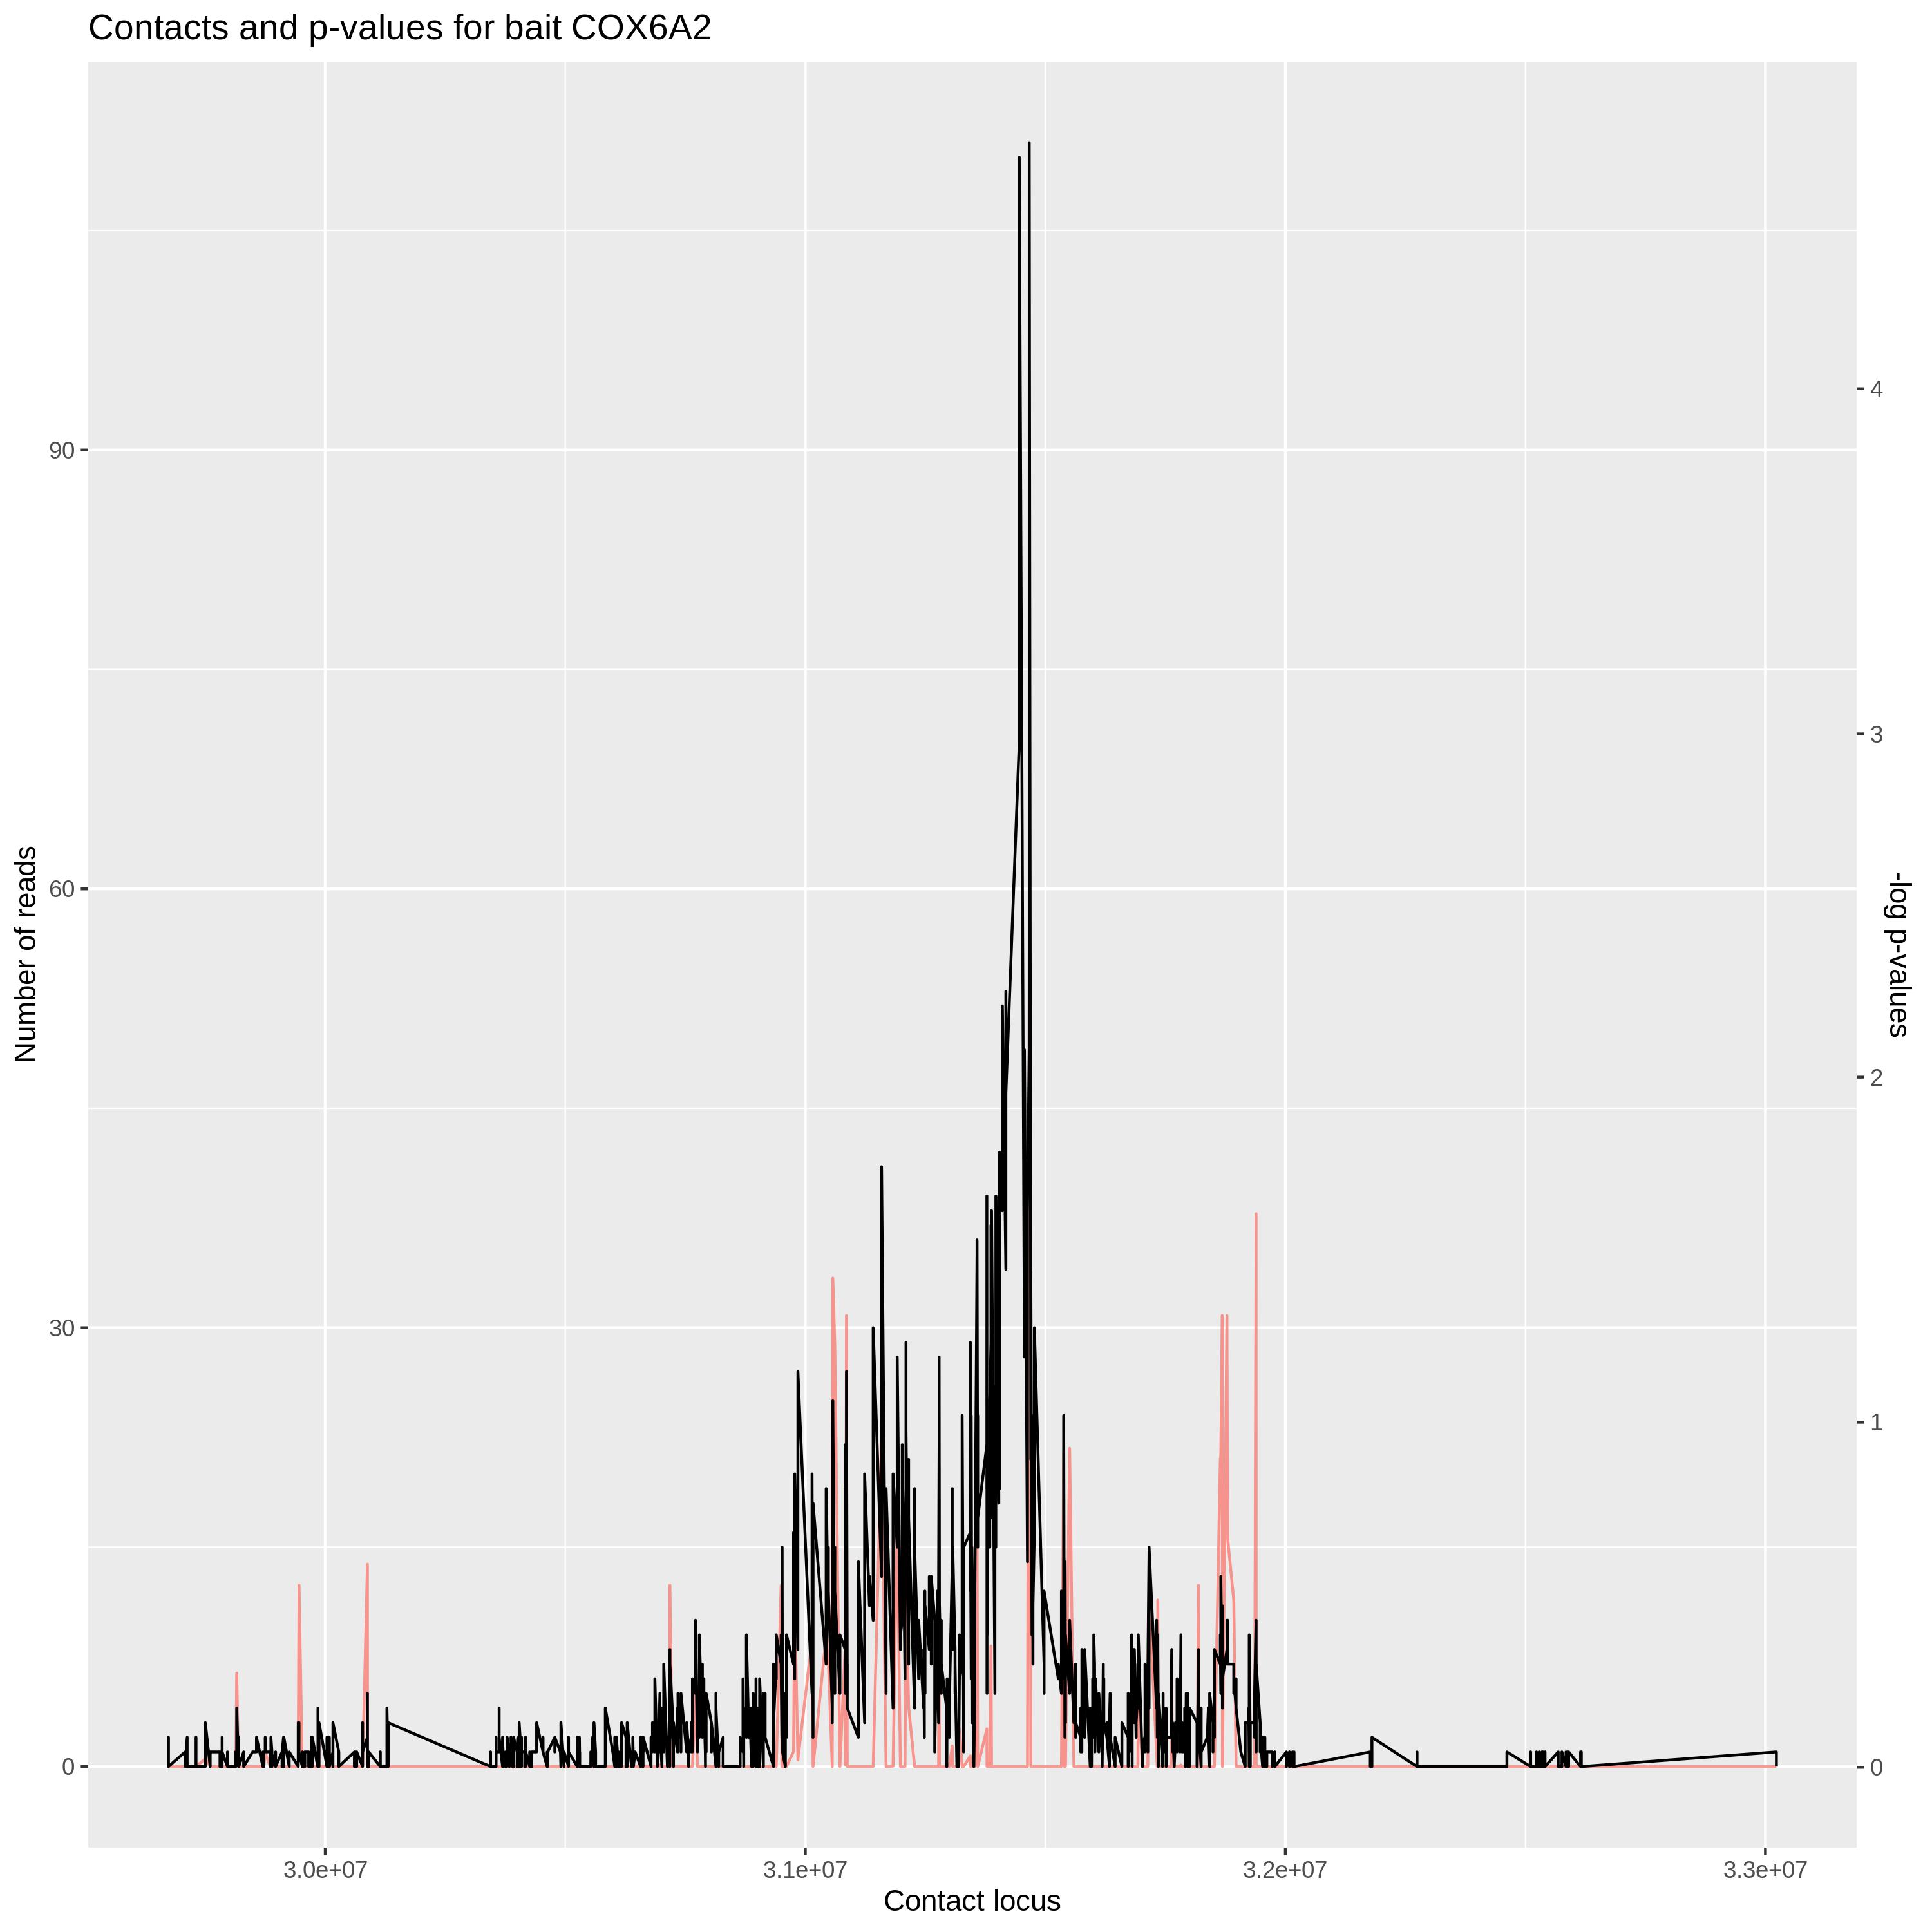 Contacts and p-values for bait COX6A2
90
60
30
0
Number of reads
4
3
2
1
0
-log p-values
3.0e+07
3.1e+07
3.2e+07
3.3e+07
Contact locus